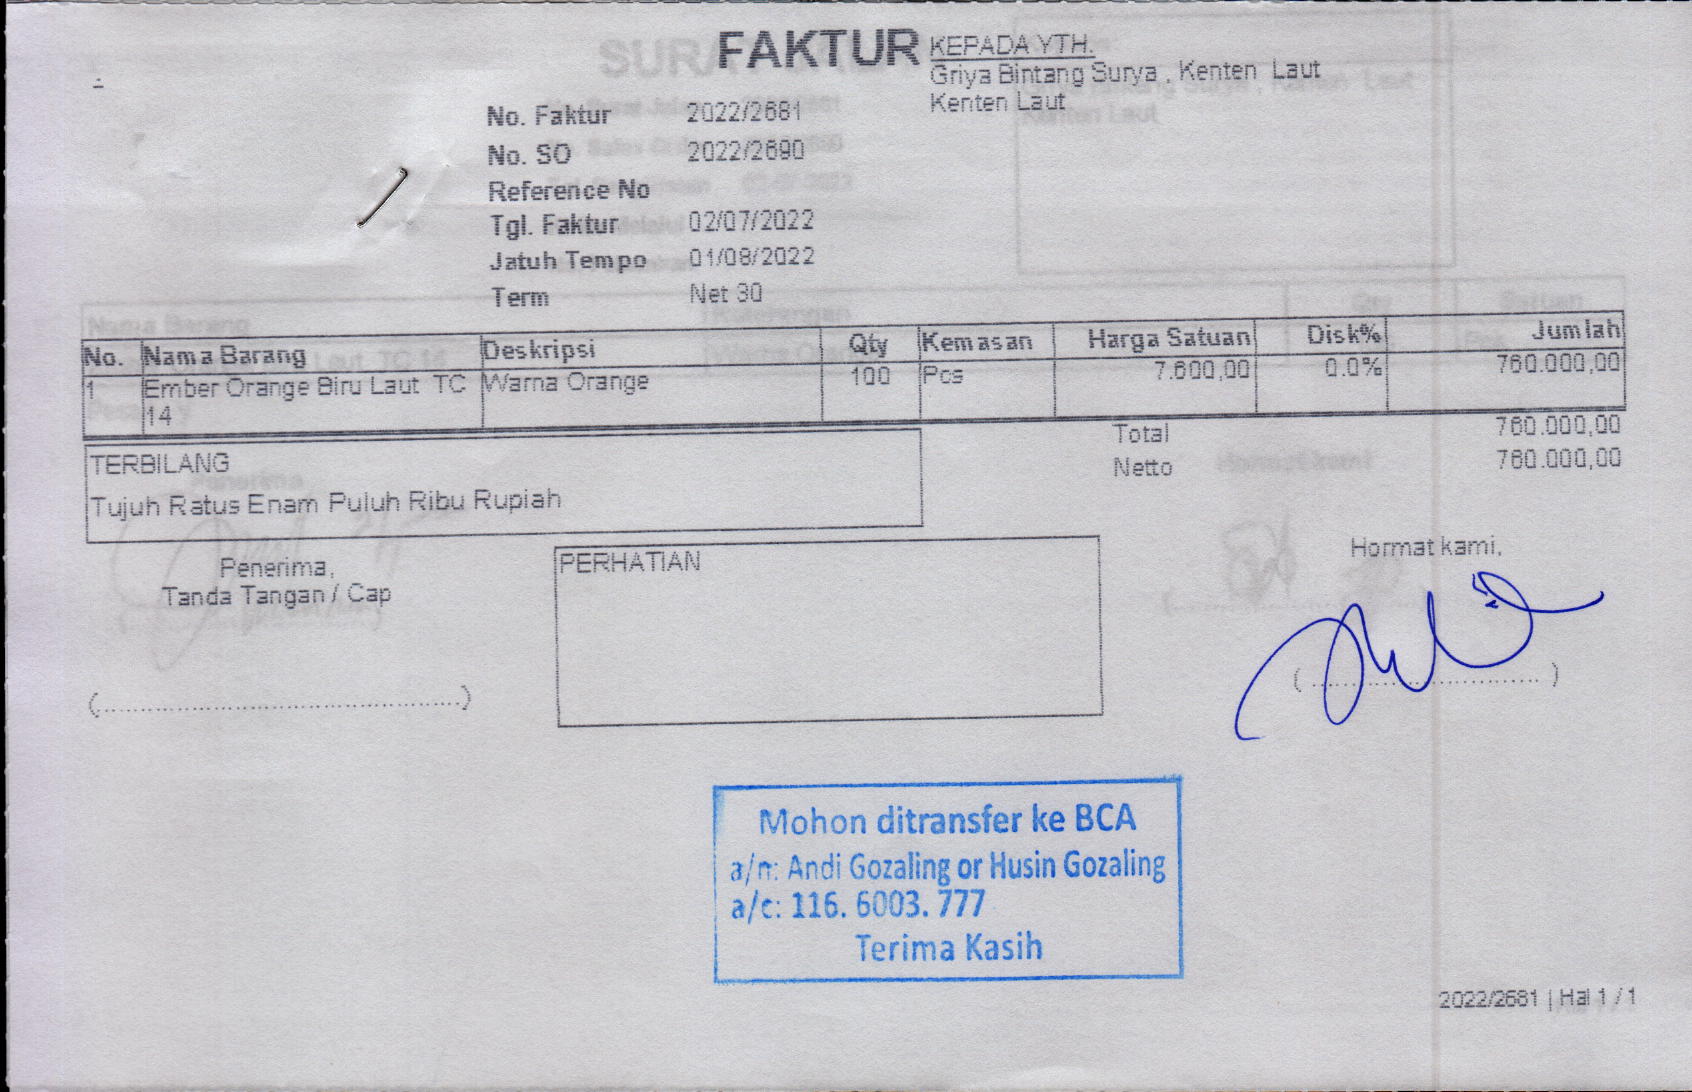 FAKTUR
KEPADA YTH.
Griya Bintang Surya , Kenten Laut
Kenten Laut
No. Faktur 2022/2681
No. SO 2022/2690
Reference No
Tgl. Faktur 02/07/2022
Jatuh Tempo 01/08/2022
Term Net 30
No. Nama Barang Deskripsi Qty Kemasan Harga Satuan Disk% Jumlah
1 Ember Orange Biru Laut TC Warna Orange 100 Pcs 7.600,00 0.0% 760.000,00
14
Total 760.000,00
Netto 760.000,00
TERBILANG
Tujuh Ratus Enam Puluh Ribu Rupiah
Penerima,
Tanda Tangan / Cap
PERHATIAN
Hormat kami,
Mohon ditransfer ke BCA
a/n: Andi Gozaling or Husin Gozaling
a/c: 116. 6003. 777
Terima Kasih
2022/2681 | Hal 1 / 1